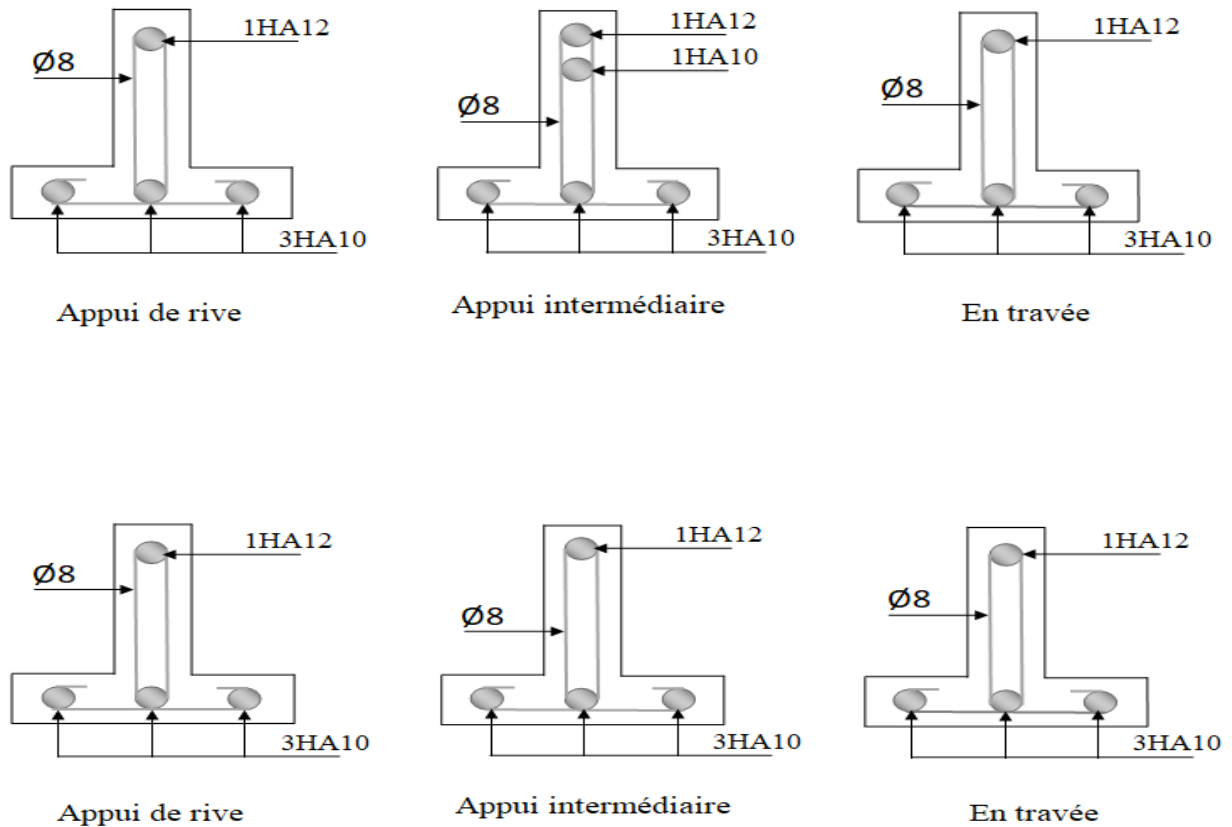 1HA12
Ø8
3HA10
Appui de rive
1HA12
1HA10
Ø8
3HA10
Appui intermédiaire
1HA12
Ø8
3HA10
En travée
1HA12
Ø8
3HA10
Appui de rive
1HA12
Ø8
3HA10
Appui intermédiaire
1HA12
Ø8
3HA10
En travée